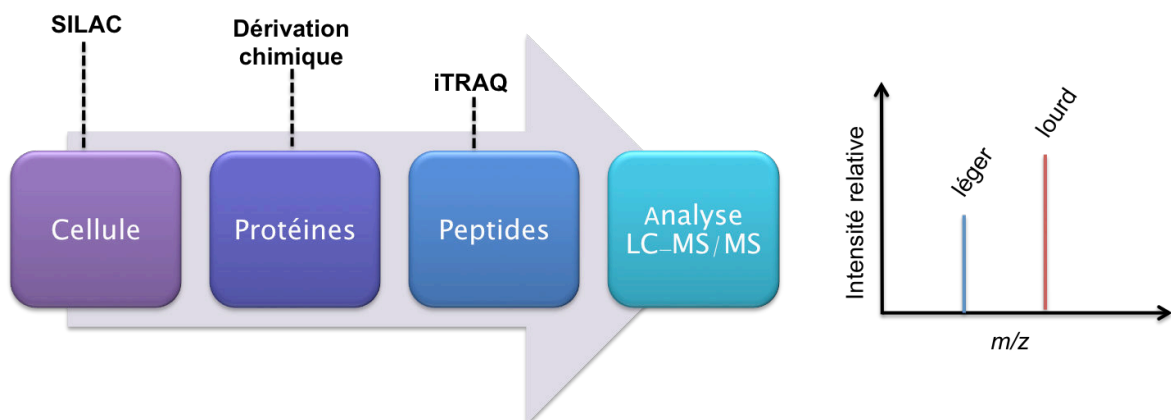 SILAC
Dérivation
chimique
iTRAQ
Cellule
Protéines
Peptides
Analyse
LC-MS/MS
Intensité relative
léger
lourd
m/z